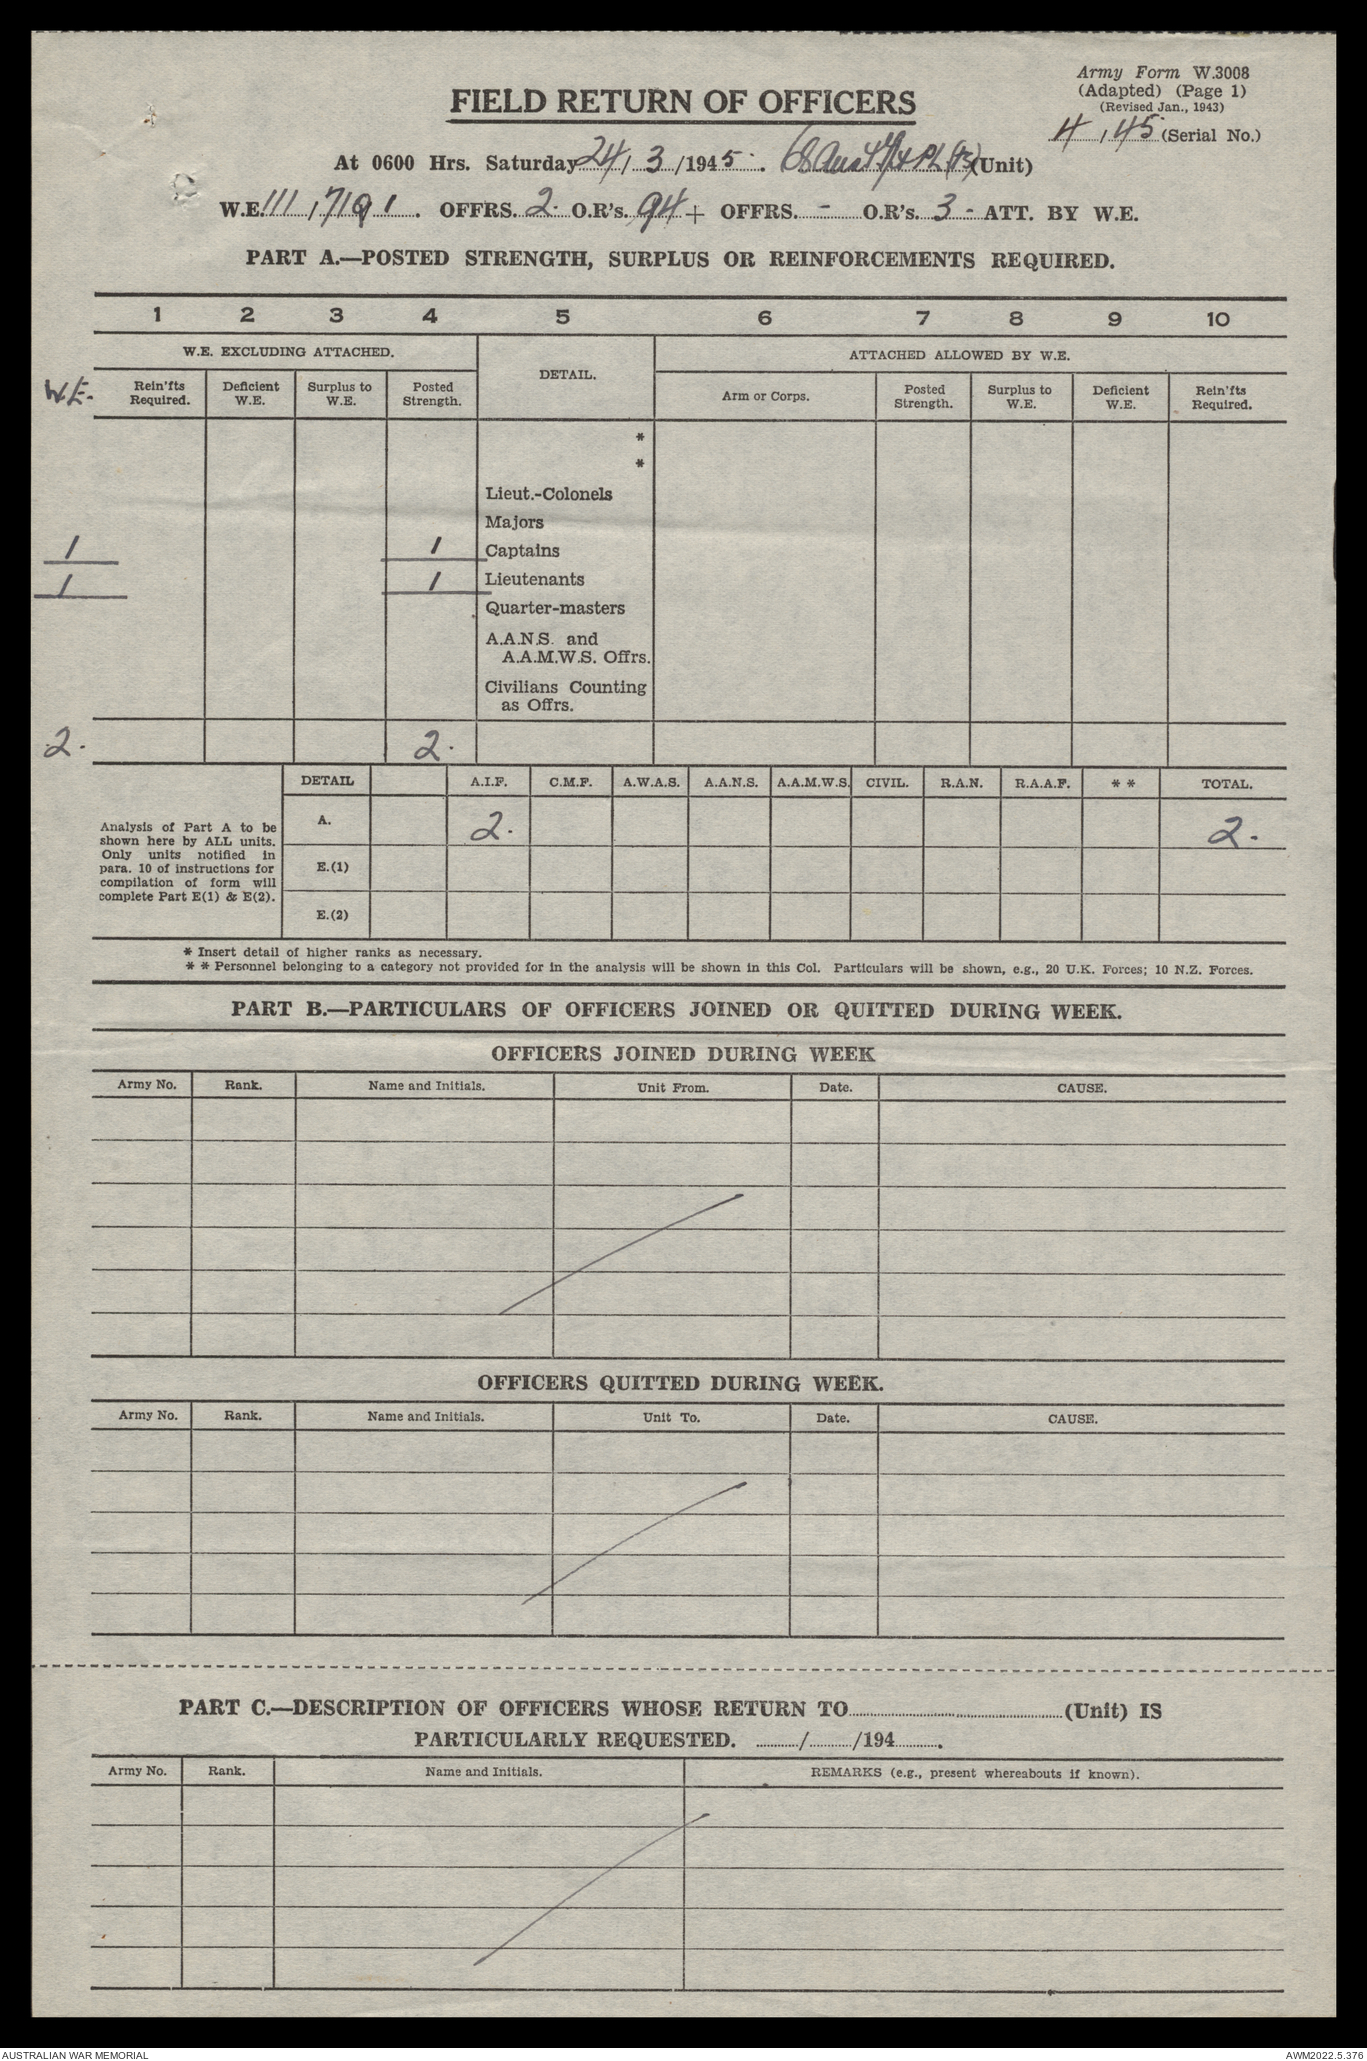 Army Form W.3008
(Adapted) (Page 1)
(Revised Jan., 1943)
FIELD RETURN OF OFFICERS
4/45 (Serial No.)
At 0600 Hrs. Saturday 24/3/1945. 68 Aust (Unit)
W.E. 111/719/1. OFFRS. 2. O.R's. 94 + OFFRS. - O.R's. 3 - ATT. BY W.E.
PART A.—POSTED STRENGTH, SURPLUS OR REINFORCEMENTS REQUIRED.
1 2 3 4 5 6 7 8 9 10
W.E. EXCLUDING ATTACHED. DETAIL. ATTACHED ALLOWED BY W.E.
W.E. Rein'fts Required. Deficient W.E. Surplus to W.E. Posted Strength. Arm or Corps. Posted Strength. Surplus to W.E. Deficient W.E. Rein'fts Required.
*
*
Lieut.-Colonels
Majors
1 1 Captains
1 1 Lieutenants
Quarter-masters
A.A.N.S. and
A.A.M.W.S. Offrs.
Civilians Counting
as Offrs.
2. 2.
DETAIL A.I.F. C.M.F. A.W.A.S. A.A.N.S. A.A.M.W.S. CIVIL. R.A.N. R.A.A.F. * * TOTAL.
Analysis of Part A to be
shown here by ALL units.
Only units notified in
para. 10 of instructions for
compilation of form will
complete Part E(1) & E(2).
A. 2. 2.
E.(1)
E.(2)
* Insert detail of higher ranks as necessary.
* * Personnel belonging to a category not provided for in the analysis will be shown in this Col. Particulars will be shown, e.g., 20 U.K. Forces; 10 N.Z. Forces.
PART B.—PARTICULARS OF OFFICERS JOINED OR QUITTED DURING WEEK.
OFFICERS JOINED DURING WEEK
Army No. Rank. Name and Initials. Unit From. Date. CAUSE.
OFFICERS QUITTED DURING WEEK.
Army No. Rank. Name and Initials. Unit To. Date. CAUSE.
PART C.—DESCRIPTION OF OFFICERS WHOSE RETURN TO (Unit) IS
PARTICULARLY REQUESTED. / /194 .
Army No. Rank. Name and Initials. REMARKS (e.g., present whereabouts if known).
AUSTRALIAN WAR MEMORIAL AWM2022.5.376